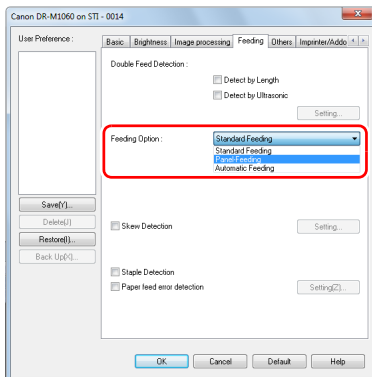 Canon DR-M1060 on STI - 0014
User Preference :
Basic Brightness Image processing Feeding Others Imprinter/Addo
Double Feed Detection :
Detect by Length
Detect by Ultrasonic
Setting...
Feeding Option :
Standard Feeding
Standard Feeding
Panel-Feeding
Automatic Feeding
Save(Y)...
Delete(J)
Restore(I)...
Back Up(X)...
Skew Detection
Setting...
Staple Detection
Paper feed error detection
Setting(Z)...
OK Cancel Default Help